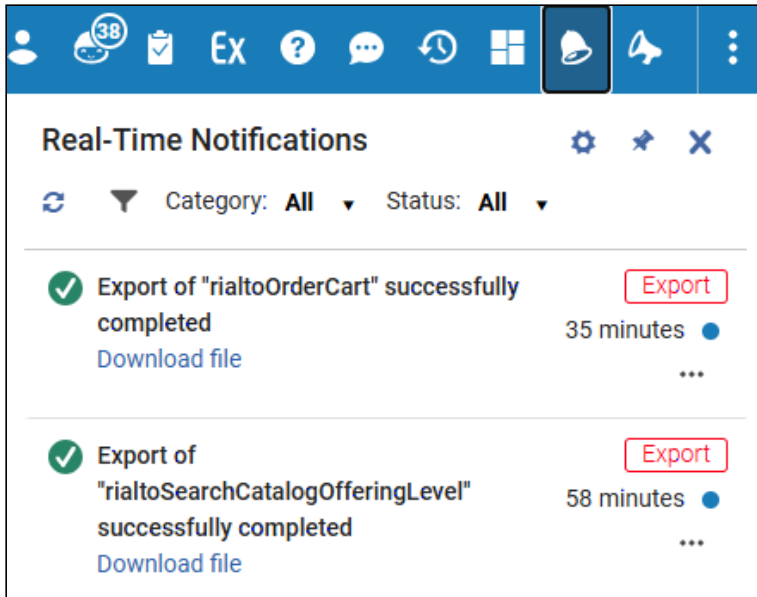 38
Ex
Real-Time Notifications
Category: All Status: All
Export of "rialtoOrderCart" successfully
completed
Download file
Export
35 minutes
Export of
"rialtoSearchCatalogOfferingLevel"
successfully completed
Download file
Export
58 minutes